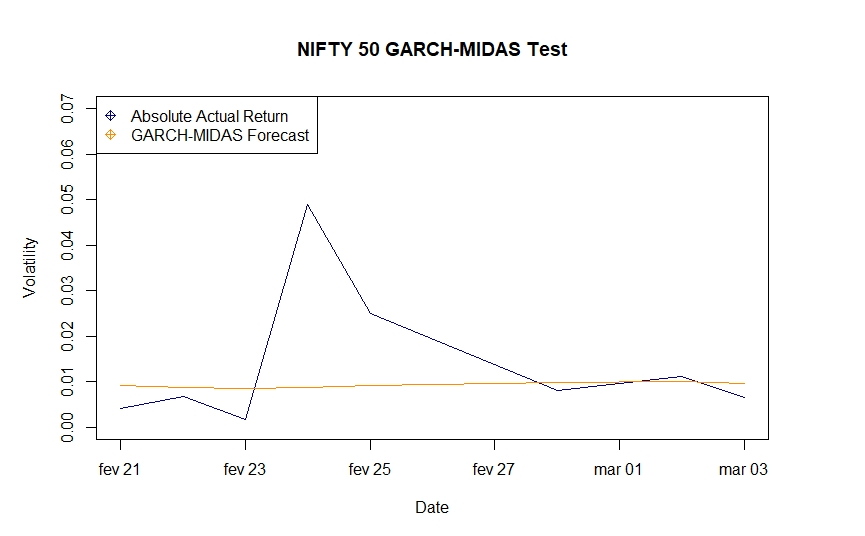 NIFTY 50 GARCH-MIDAS Test
Absolute Actual Return
GARCH-MIDAS Forecast
Volatility
0.07
0.06
0.05
0.04
0.03
0.02
0.01
0.00
fev 21 fev 23 fev 25 fev 27 mar 01 mar 03
Date